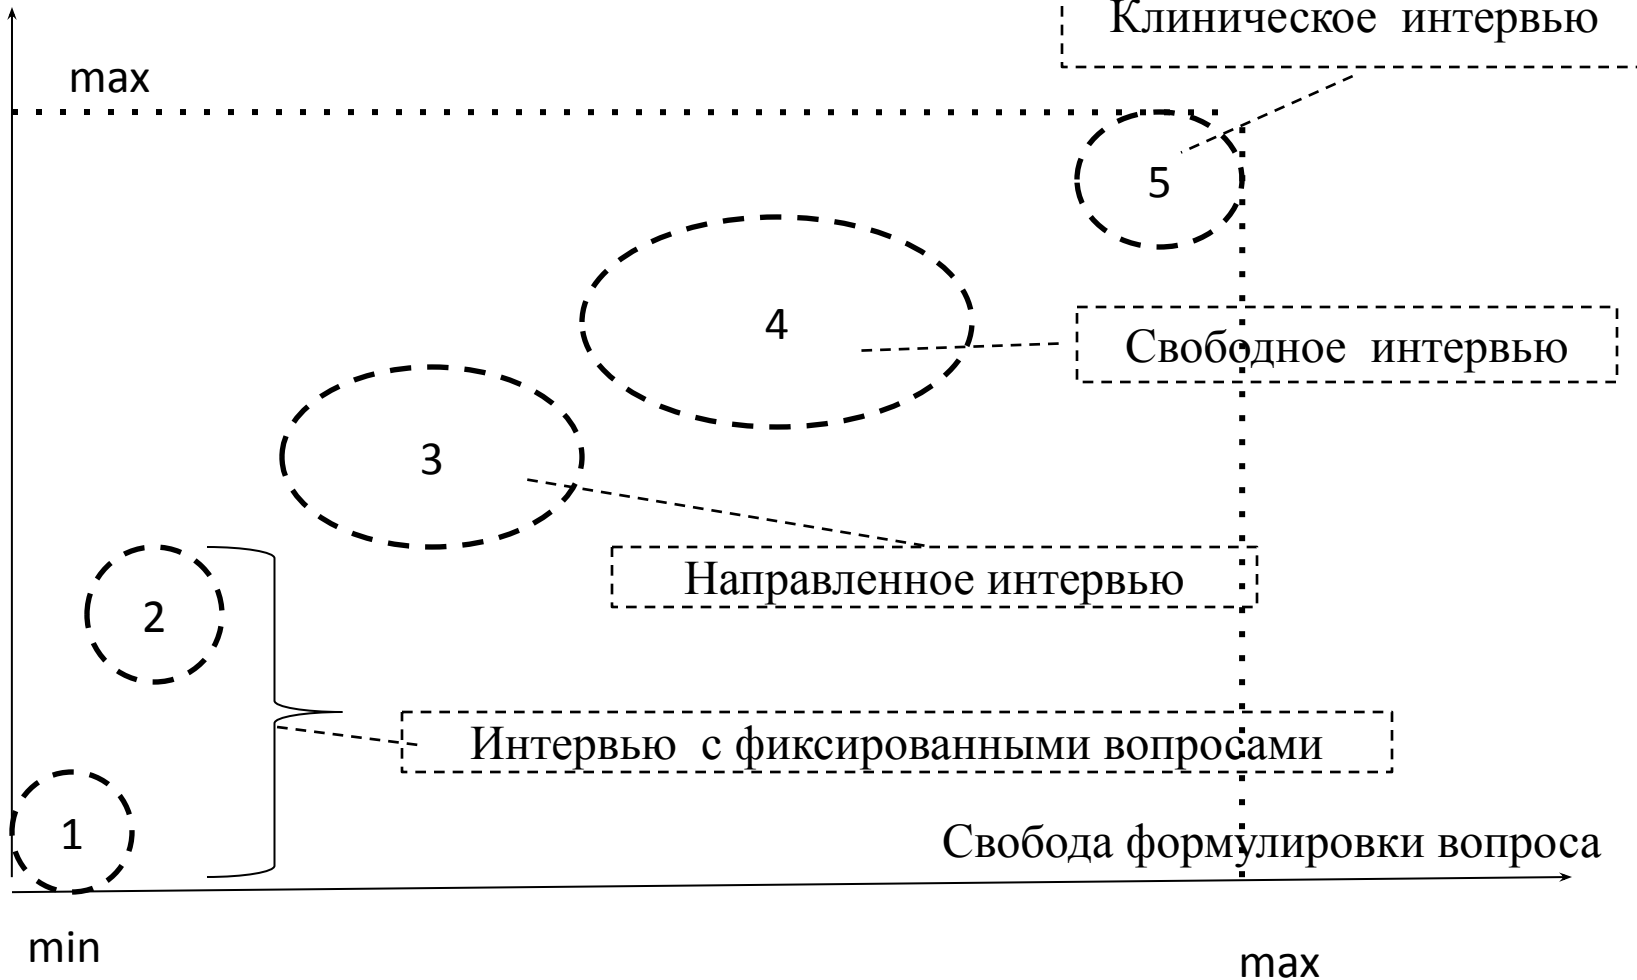 Клиническое интервью
max
5
4
Свободное интервью
3
Направленное интервью
2
Интервью с фиксированными вопросами
1
Свобода формулировки вопроса
min
max